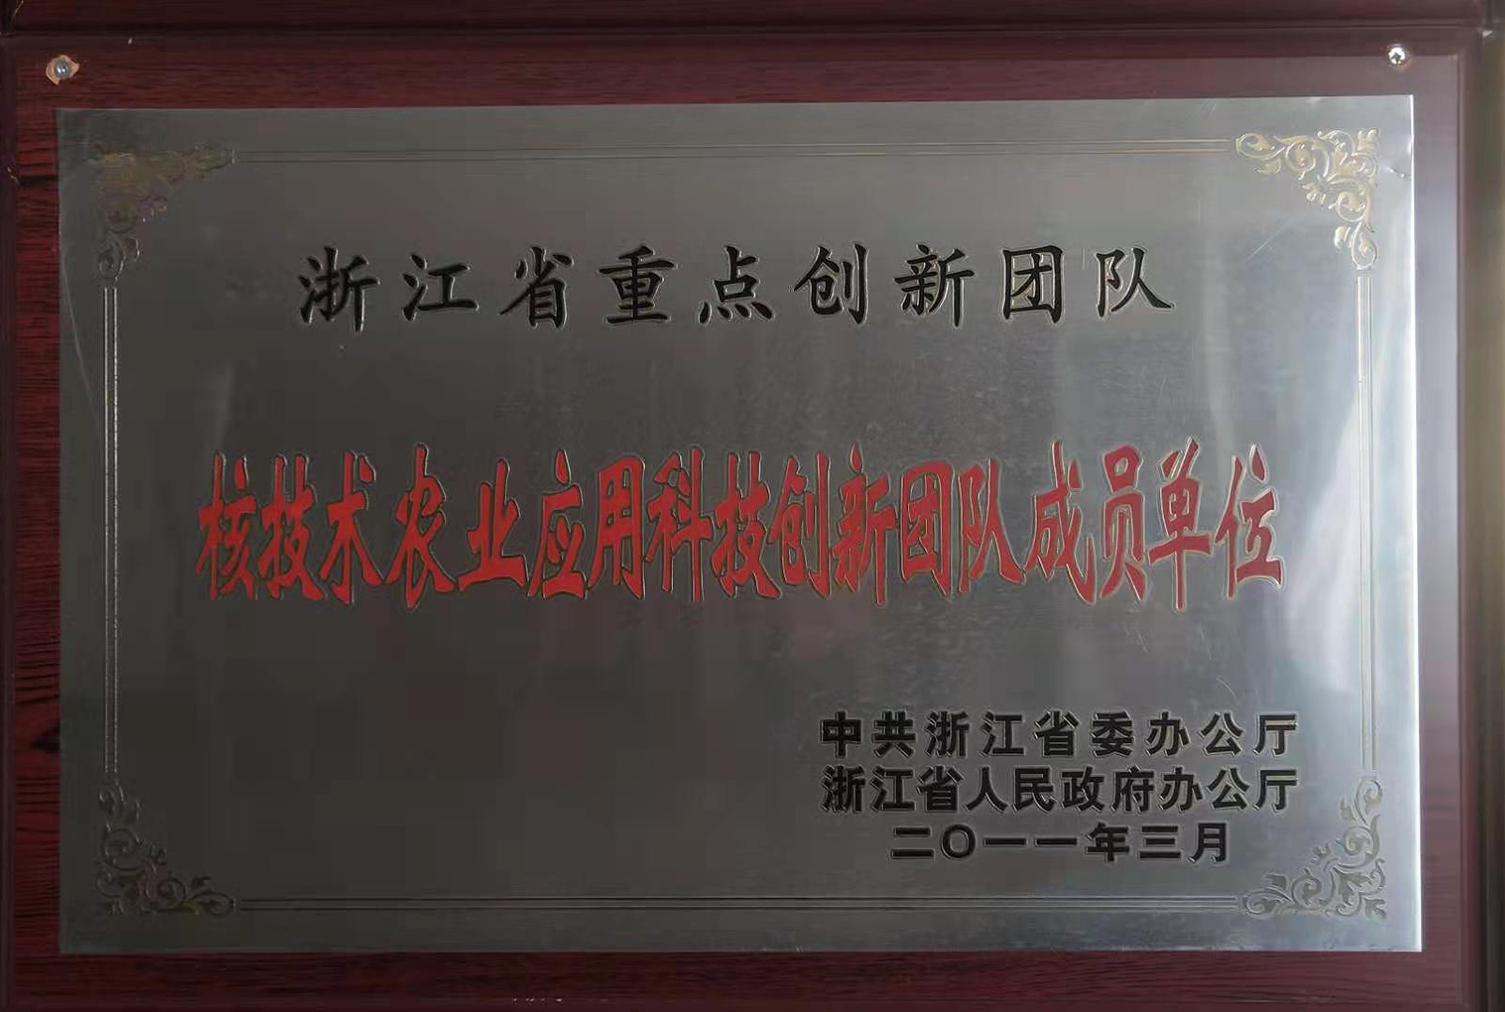 浙江省重点创新团队
核技术农业应用科技创新团队成员单位
中共浙江省委办公厅
浙江省人民政府办公厅
二〇一一年三月